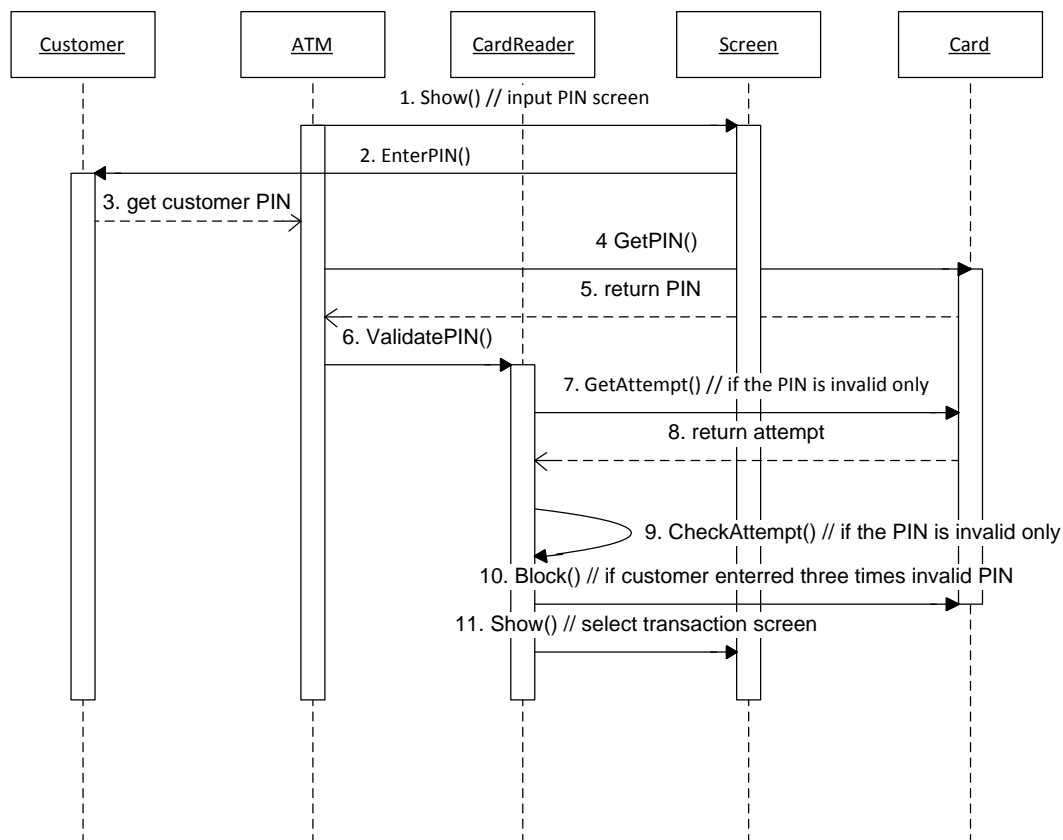 Customer
ATM
CardReader
Screen
Card
1. Show() // input PIN screen
2. EnterPIN()
3. get customer PIN
4 GetPIN()
5. return PIN
6. ValidatePIN()
7. GetAttempt() // if the PIN is invalid only
8. return attempt
9. CheckAttempt() // if the PIN is invalid only
10. Block() // if customer enterred three times invalid PIN
11. Show() // select transaction screen